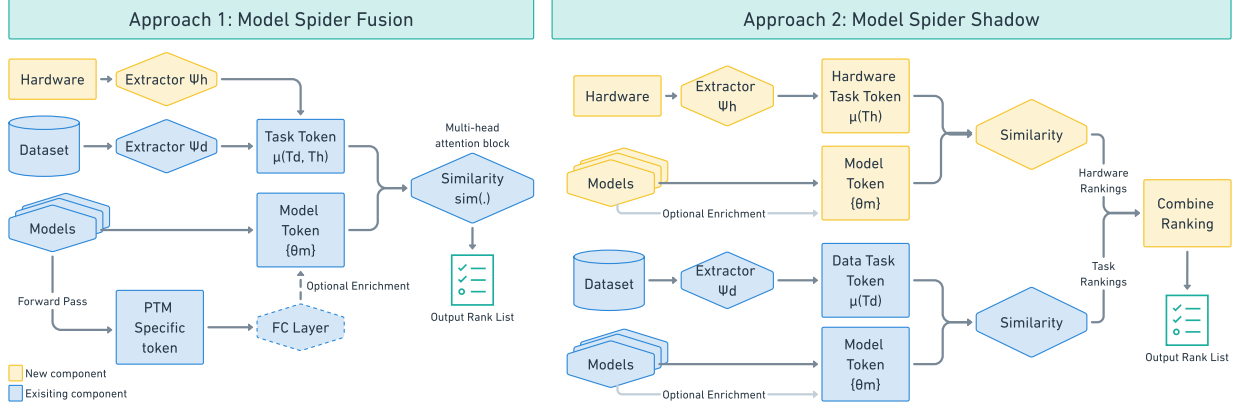 Approach 1: Model Spider Fusion
Hardware
Extractor Ψh
Dataset
Extractor Ψd
Task Token
μ(Td, Th)
Multi-head
attention block
Similarity
sim(.)
Models
Model
Token
{θm}
Optional Enrichment
Forward Pass
PTM
Specific
token
FC Layer
Output Rank List
New component
Exisiting component
Approach 2: Model Spider Shadow
Hardware
Extractor
Ψh
Hardware
Task Token
μ(Th)
Similarity
Models
Model
Token
{θm}
Optional Enrichment
Hardware
Rankings
Combine
Ranking
Dataset
Extractor
Ψd
Data Task
Token
μ(Td)
Task
Rankings
Similarity
Models
Model
Token
{θm}
Optional Enrichment
Output Rank List